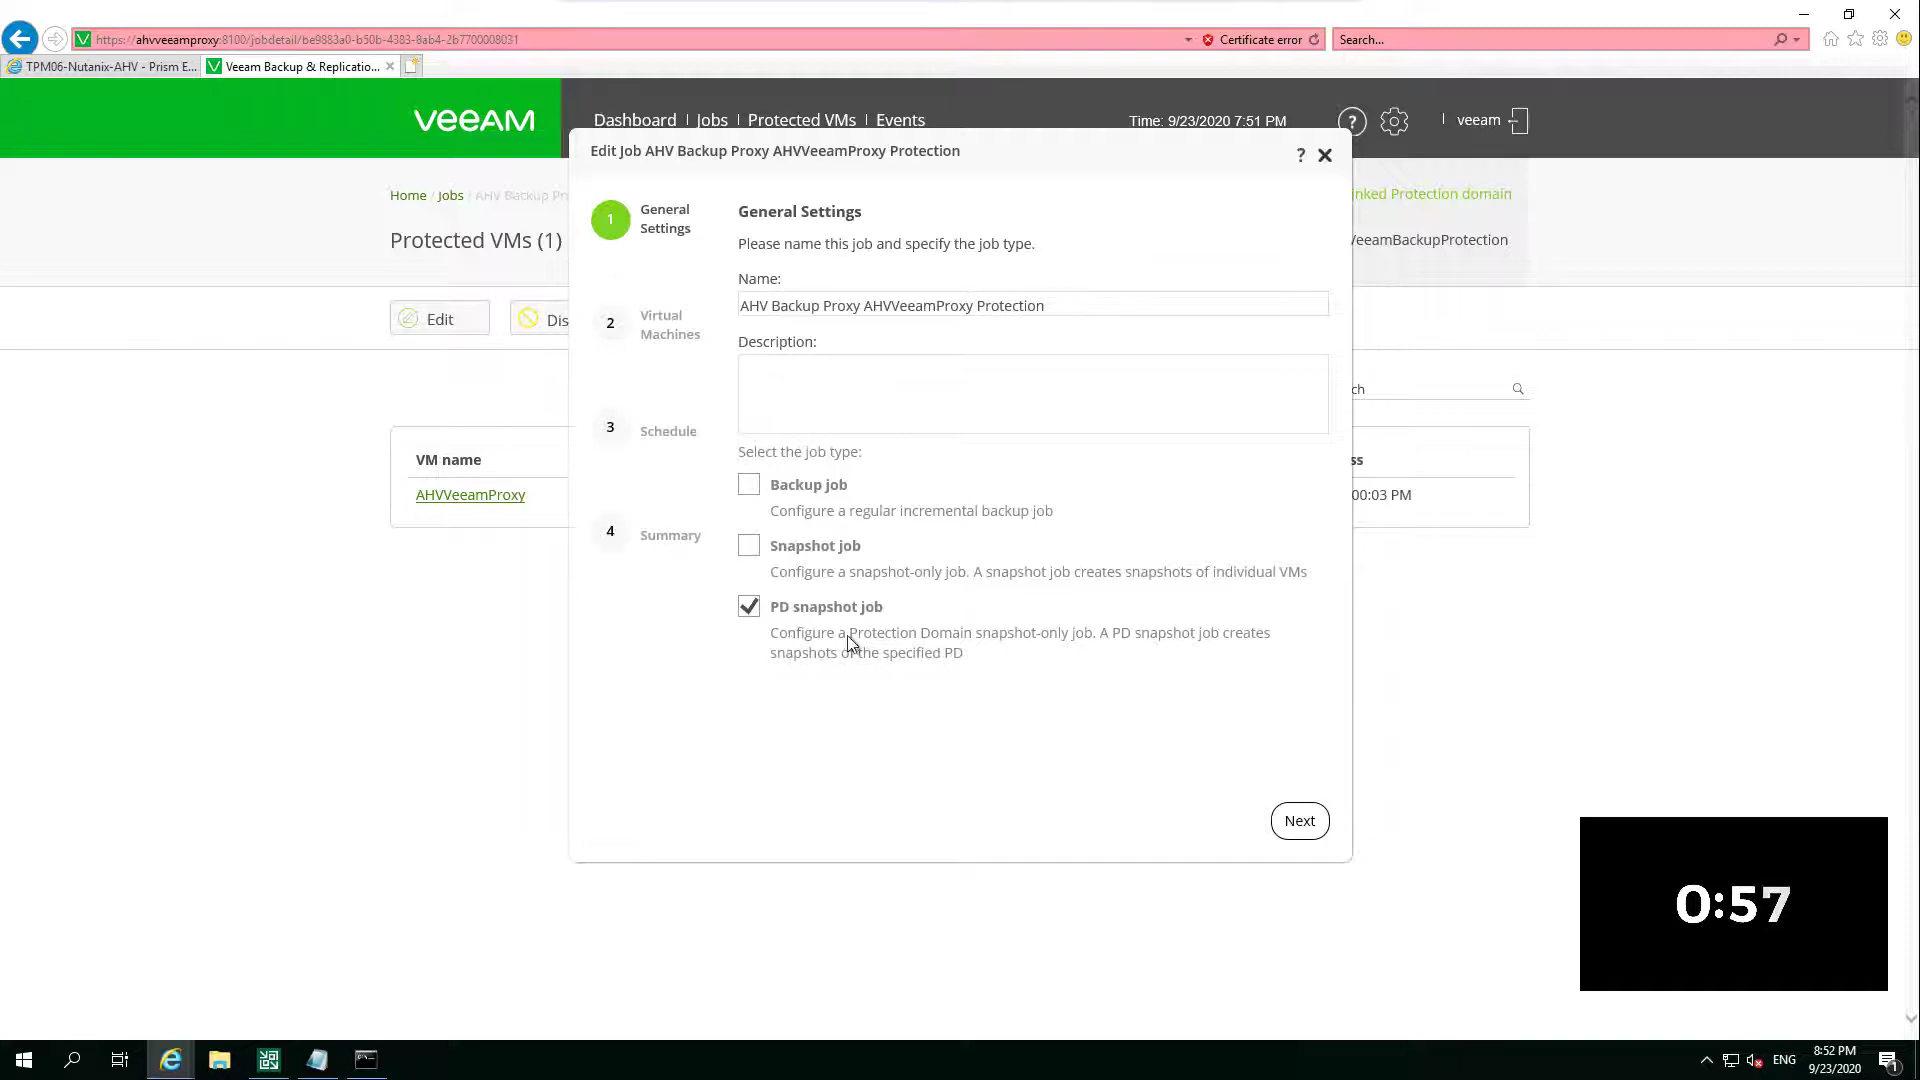 https://ahvveeamproxy:8100/jobdetail/be9883a0-b50b-4383-8ab4-2b7700008031
Certificate error
Search...
TPM06-Nutanix-AHV - Prism E...
Veeam Backup & Replicatio...
veeam
Dashboard
Jobs
Protected VMs
Events
Time: 9/23/2020 7:51 PM
?
veeam
Edit Job AHV Backup Proxy AHVVeeamProxy Protection
?
Home / Jobs / AHV Backup Pr
inked Protection domain
Protected VMs (1)
VeeamBackupProtection
1
General Settings
General Settings
Please name this job and specify the job type.
Name:
AHV Backup Proxy AHVVeeamProxy Protection
Edit
Dis
2
Virtual Machines
Description:
ch
3
Schedule
Select the job type:
VM name
ss
Backup job
Configure a regular incremental backup job
AHVVeeamProxy
00:03 PM
4
Summary
Snapshot job
Configure a snapshot-only job. A snapshot job creates snapshots of individual VMs
PD snapshot job
Configure a Protection Domain snapshot-only job. A PD snapshot job creates
snapshots of the specified PD
Next
0:57
ENG
8:52 PM
9/23/2020
1